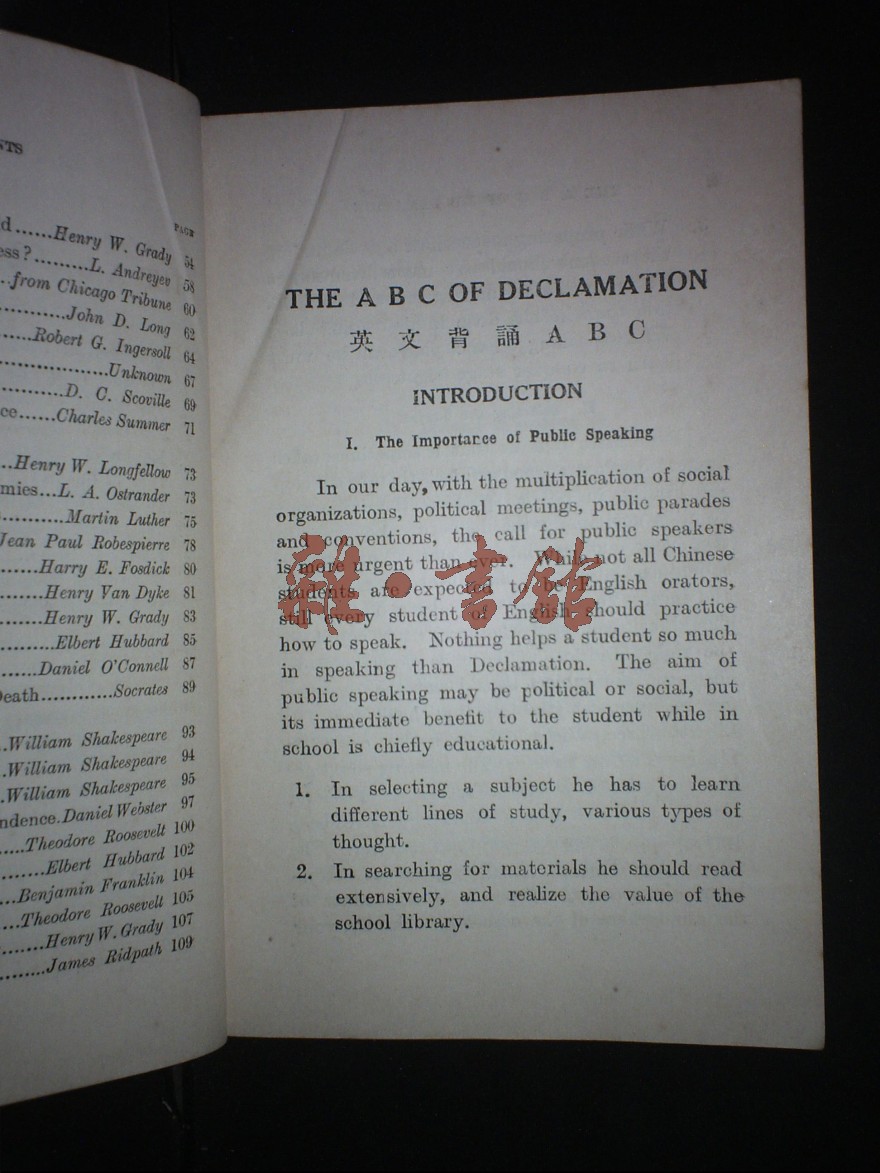 PAGE
Henry W. Grady 54
L. Andreyev 58
from Chicago Tribune 60
John D. Long 62
Robert G. Ingersoll 64
Unknown 67
D. C. Scoville 69
Charles Summer 71
Henry W. Longfellow 73
L. A. Ostrander 73
Martin Luther 75
Jean Paul Robespierre 78
Harry E. Fosdick 80
Henry Van Dyke 81
Henry W. Grady 83
Elbert Hubbard 85
Daniel O'Connell 87
Death............Socrates 89
William Shakespeare 93
William Shakespeare 94
William Shakespeare 95
Daniel Webster 97
Theodore Roosevelt 100
Elbert Hubbard 102
Benjamin Franklin 104
Theodore Roosevelt 105
Henry W. Grady 107
James Ridpath 109
THE A B C OF DECLAMATION
英文背誦 A B C
INTRODUCTION
I. The Importance of Public Speaking
In our day, with the multiplication of social
organizations, political meetings, public parades
and conventions, the call for public speakers
is more urgent than ever. While not all Chinese
students are expected to be English orators,
still every student of English should practice
how to speak. Nothing helps a student so much
in speaking than Declamation. The aim of
public speaking may be political or social, but
its immediate benefit to the student while in
school is chiefly educational.
1. In selecting a subject he has to learn
different lines of study, various types of
thought.
2. In searching for materials he should read
extensively, and realize the value of the
school library.
雜·書館